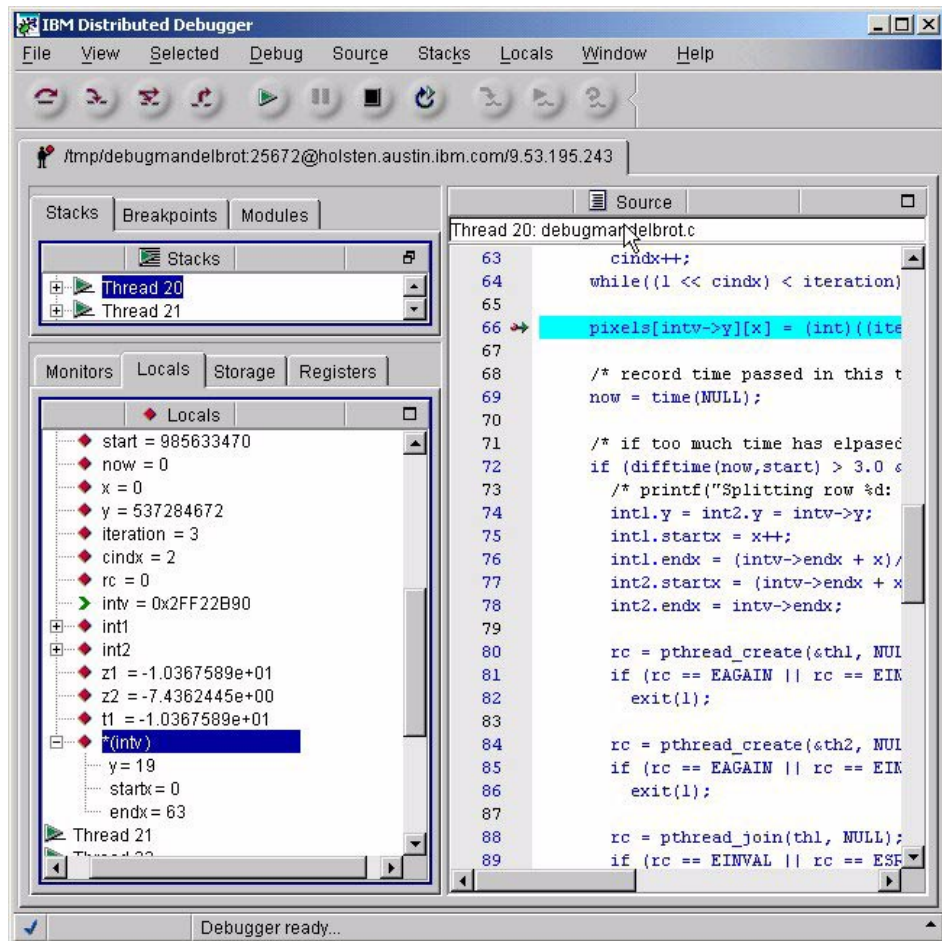 IBM Distributed Debugger
File View Selected Debug Source Stacks Locals Window Help
/tmp/debugmandelbrot:25672@holsten.austin.ibm.com/9.53.195.243
Stacks Breakpoints Modules
Stacks
Thread 20
Thread 21
Monitors Locals Storage Registers
Locals
start = 985633470
now = 0
x = 0
y = 537284672
iteration = 3
cindx = 2
rc = 0
intv = 0x2FF22B90
int1
int2
z1 = -1.0367589e+01
z2 = -7.4362445e+00
t1 = -1.0367589e+01
*(intv)
y = 19
startx = 0
endx = 63
Thread 21
Source
Thread 20: debugmandelbrot.c
63 cindx++;
64 while((1 << cindx) < iteration)
65
66 pixels[intv->y][x] = (int)((ite
67
68 /* record time passed in this t
69 now = time(NULL);
70
71 /* if too much time has elpased
72 if (difftime(now,start) > 3.0 &
73 /* printf("Splitting row %d:
74 int1.y = int2.y = intv->y;
75 int1.startx = x++;
76 int1.endx = (intv->endx + x)/
77 int2.startx = (intv->endx + x
78 int2.endx = intv->endx;
79
80 rc = pthread_create(&th1, NUL
81 if (rc == EAGAIN || rc == EIN
82 exit(1);
83
84 rc = pthread_create(&th2, NUL
85 if (rc == EAGAIN || rc == EIN
86 exit(1);
87
88 rc = pthread_join(th1, NULL);
89 if (rc == EINVAL || rc == ESR
Debugger ready...